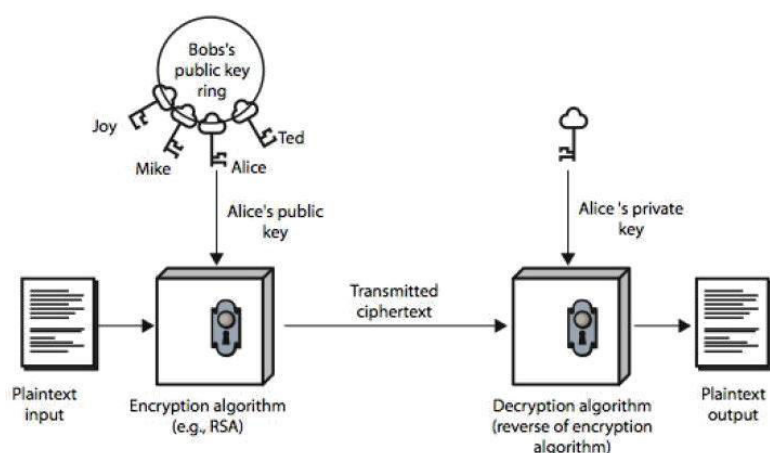 Bobs's
public key
ring
Joy
Ted
Mike
Alice
Alice's public
key
Alice 's private
key
Transmitted
ciphertext
Plaintext
input
Encryption algorithm
(e.g., RSA)
Decryption algorithm
(reverse of encryption
algorithm)
Plaintext
output